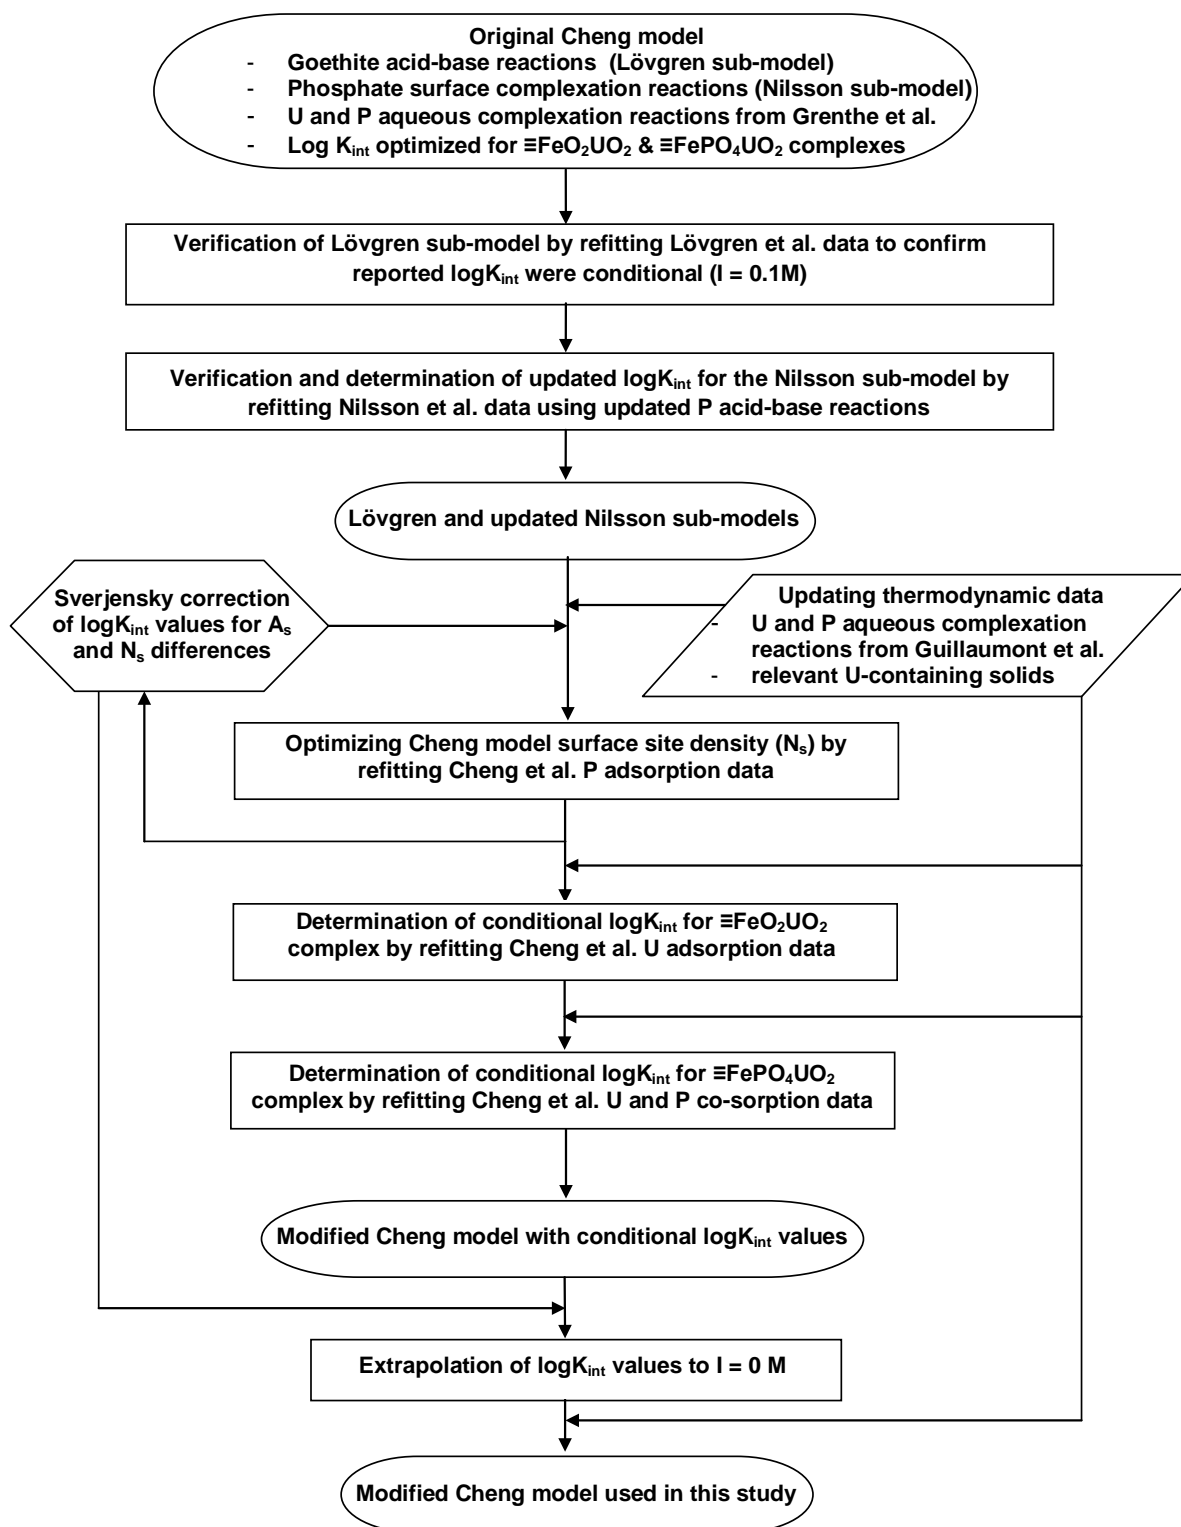 Original Cheng model
- Goethite acid-base reactions (Lövgren sub-model)
- Phosphate surface complexation reactions (Nilsson sub-model)
- U and P aqueous complexation reactions from Grenthe et al.
- Log Kint optimized for ≡FeO2UO2 & ≡FePO4UO2 complexes
Verification of Lövgren sub-model by refitting Lövgren et al. data to confirm
reported logKint were conditional (I = 0.1M)
Verification and determination of updated logKint for the Nilsson sub-model by
refitting Nilsson et al. data using updated P acid-base reactions
Lövgren and updated Nilsson sub-models
Sverjensky correction
of logKint values for As
and Ns differences
Updating thermodynamic data
- U and P aqueous complexation
reactions from Guillaumont et al.
- relevant U-containing solids
Optimizing Cheng model surface site density (Ns) by
refitting Cheng et al. P adsorption data
Determination of conditional logKint for ≡FeO2UO2
complex by refitting Cheng et al. U adsorption data
Determination of conditional logKint for ≡FePO4UO2
complex by refitting Cheng et al. U and P co-sorption data
Modified Cheng model with conditional logKint values
Extrapolation of logKint values to I = 0 M
Modified Cheng model used in this study